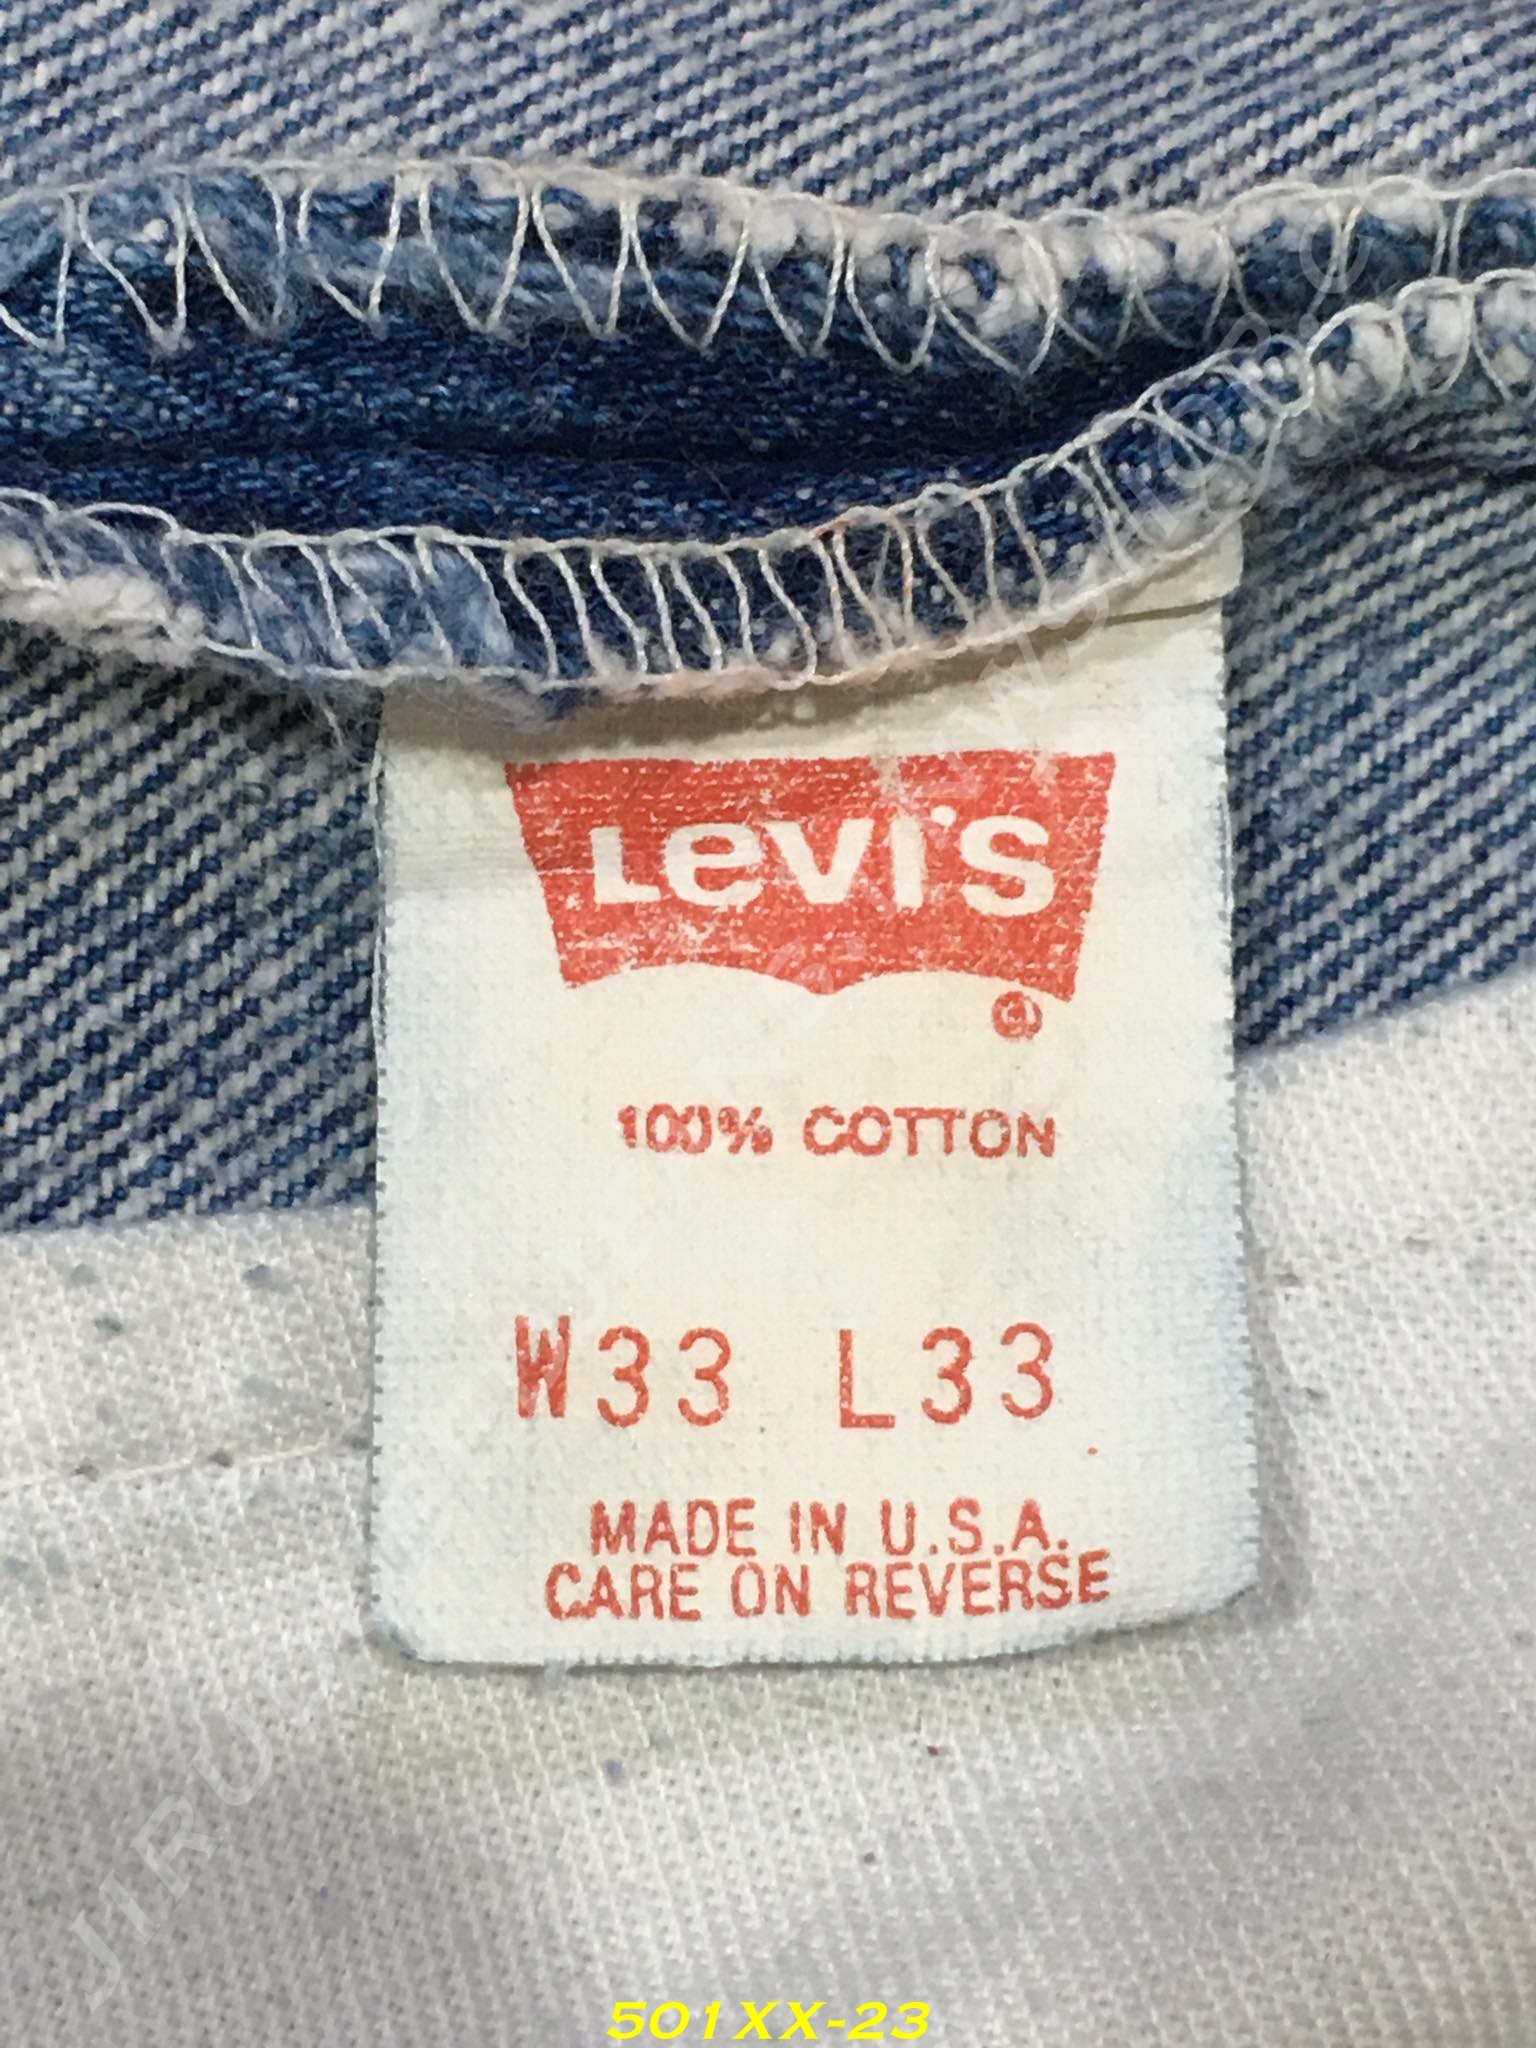 LEVI'S
®
100% COTTON
W33 L33
MADE IN U.S.A.
CARE ON REVERSE
501XX-23